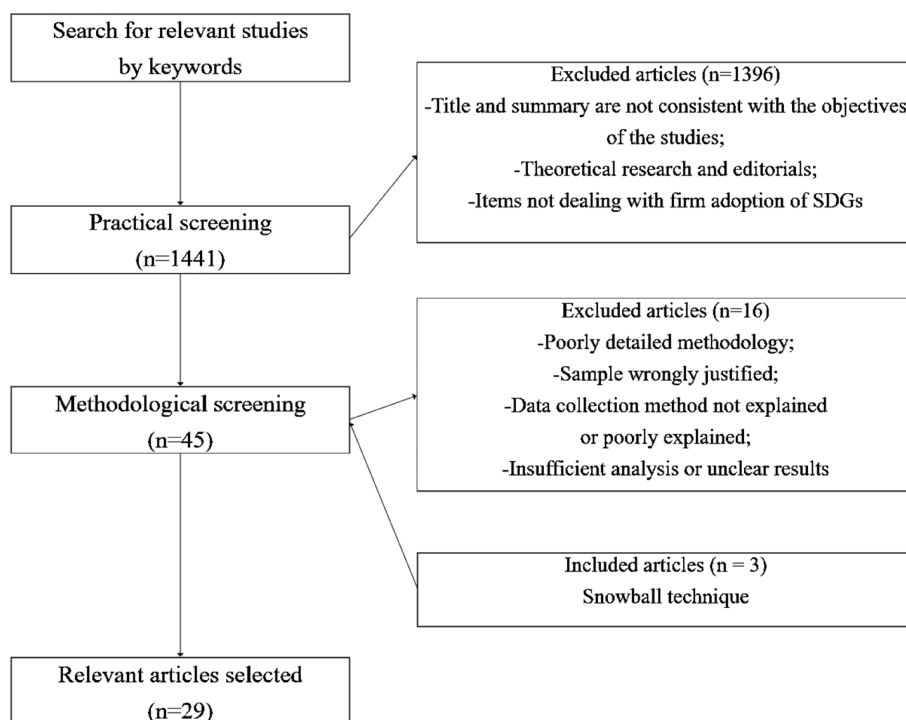 Search for relevant studies
by keywords
Excluded articles (n=1396)
-Title and summary are not consistent with the objectives
of the studies;
-Theoretical research and editorials;
-Items not dealing with firm adoption of SDGs
Practical screening
(n=1441)
Excluded articles (n=16)
-Poorly detailed methodology;
-Sample wrongly justified;
-Data collection method not explained
or poorly explained;
-Insufficient analysis or unclear results
Methodological screening
(n=45)
Included articles (n = 3)
Snowball technique
Relevant articles selected
(n=29)